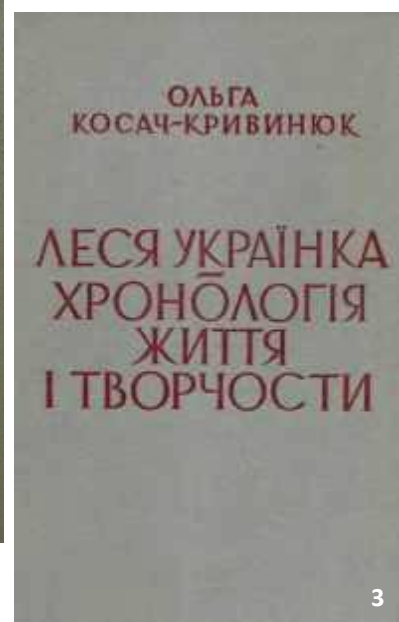 ОЛЬГА
КОСАЧ-КРИВИНЮК
ЛЕСЯ УКРАЇНКА
ХРОНОЛОГІЯ
ЖИТТЯ
І ТВОРЧОСТИ
3